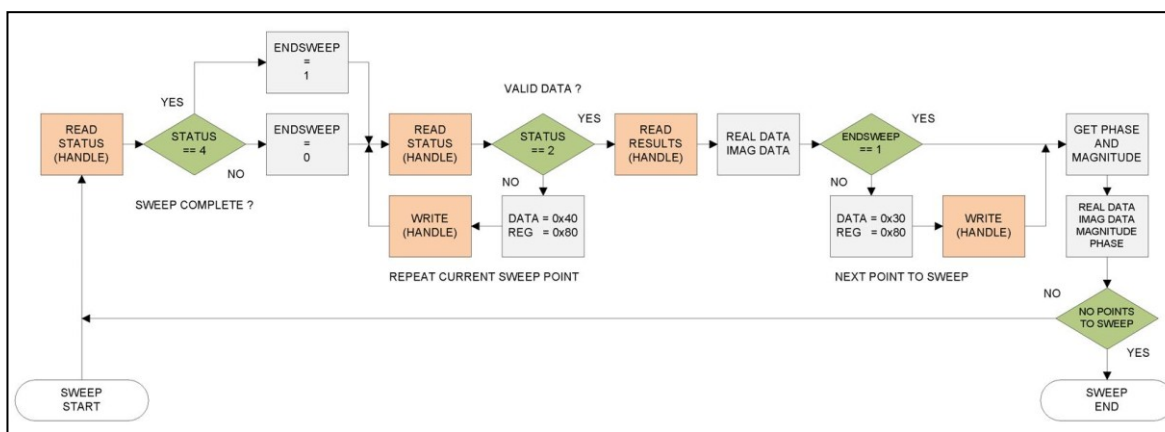 ENDSWEEP
=
1
YES
VALID DATA ?
READ
STATUS
(HANDLE)
STATUS
== 4
ENDSWEEP
=
0
NO
SWEEP COMPLETE ?
READ
STATUS
(HANDLE)
STATUS
== 2
YES
NO
WRITE
(HANDLE)
DATA = 0x40
REG = 0x80
REPEAT CURRENT SWEEP POINT
READ
RESULTS
(HANDLE)
REAL DATA
IMAG DATA
ENDSWEEP
== 1
YES
NO
DATA = 0x30
REG = 0x80
WRITE
(HANDLE)
NEXT POINT TO SWEEP
GET PHASE
AND
MAGNITUDE
REAL DATA
IMAG DATA
MAGNITUDE
PHASE
NO
NO POINTS
TO SWEEP
YES
SWEEP
START
SWEEP
END